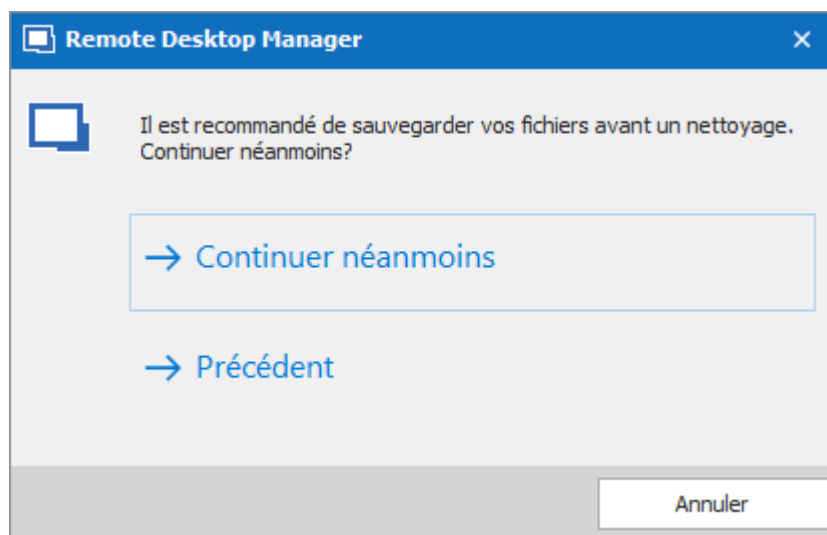 Remote Desktop Manager
Il est recommandé de sauvegarder vos fichiers avant un nettoyage.
Continuer néanmoins?
→ Continuer néanmoins
→ Précédent
Annuler